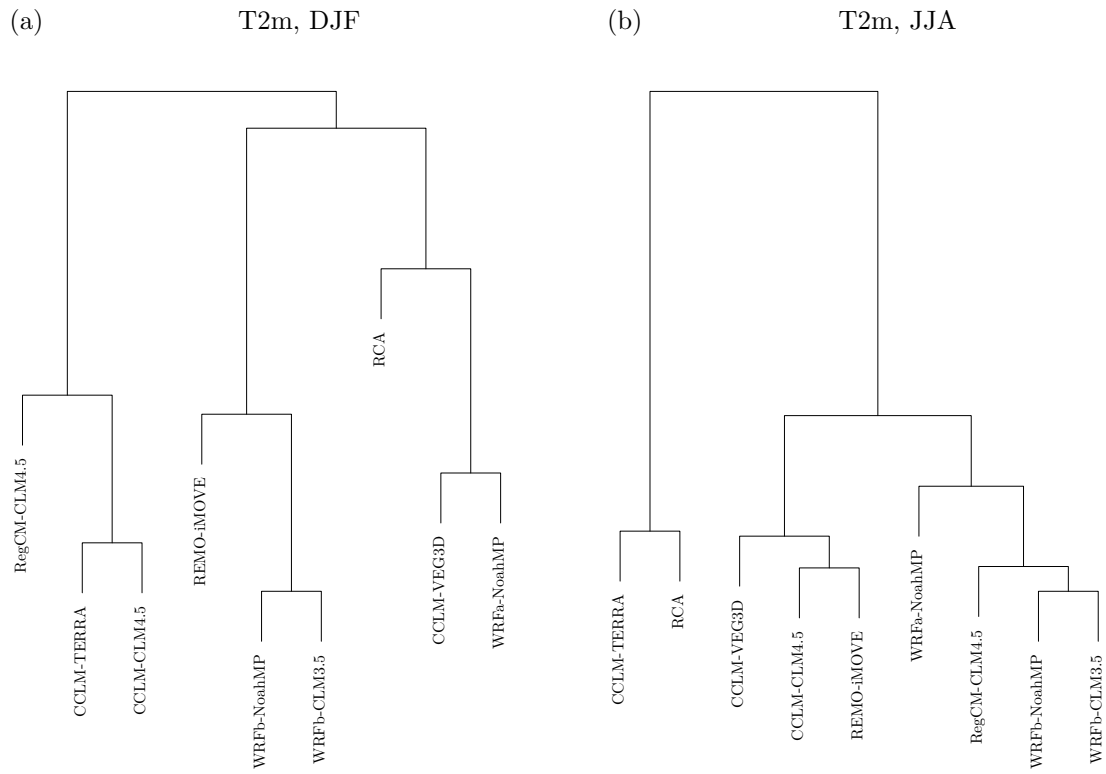 (a) T2m, DJF
RegCM-CLM4.5
CCLM-TERRA
CCLM-CLM4.5
REMO-iMOVE
WRFb-NoahMP
WRFb-CLM3.5
RCA
CCLM-VEG3D
WRFa-NoahMP
(b) T2m, JJA
CCLM-TERRA
RCA
CCLM-VEG3D
CCLM-CLM4.5
REMO-iMOVE
WRFa-NoahMP
RegCM-CLM4.5
WRFb-NoahMP
WRFb-CLM3.5